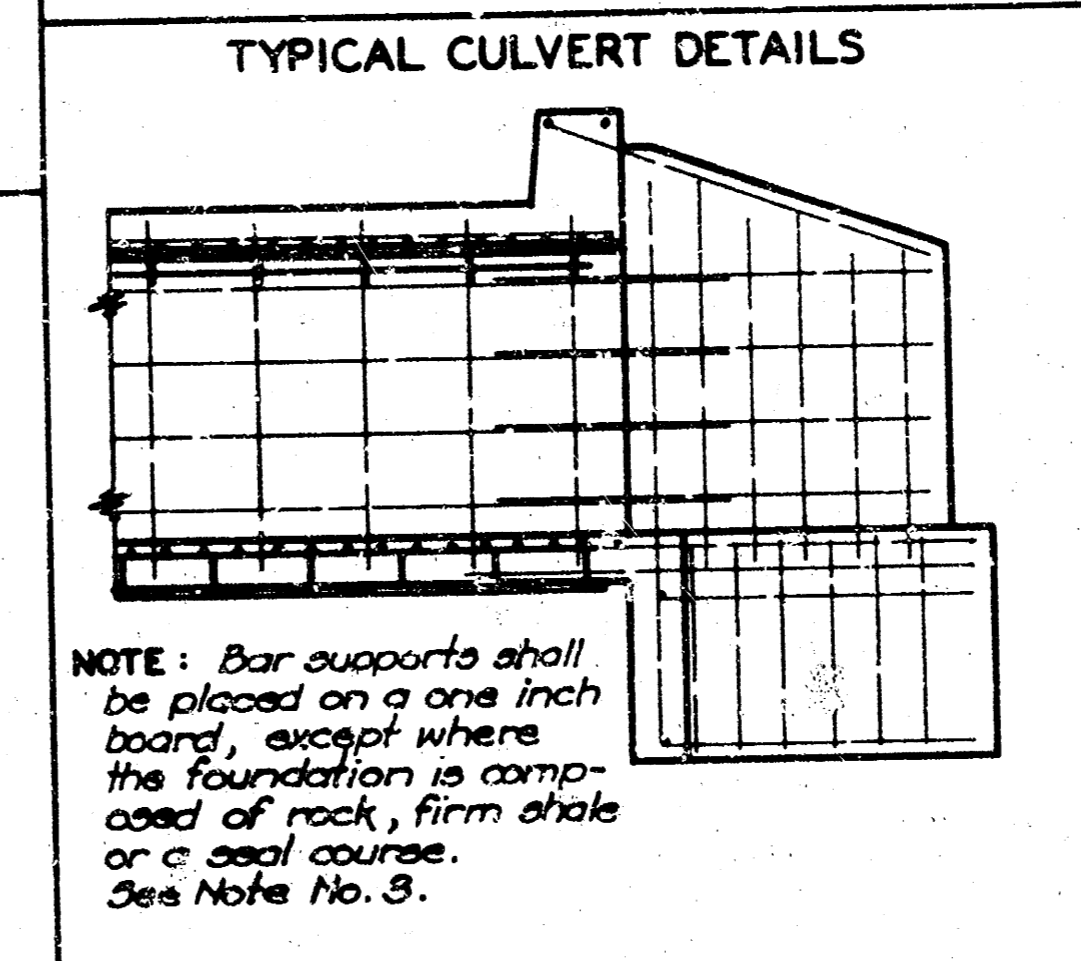 TYPICAL CULVERT DETAILS
NOTE: Bar supports shall
be placed on a one inch
board, except where
the foundation is comp-
osed of rock, firm shale
or a seal course.
See Note No. 3.